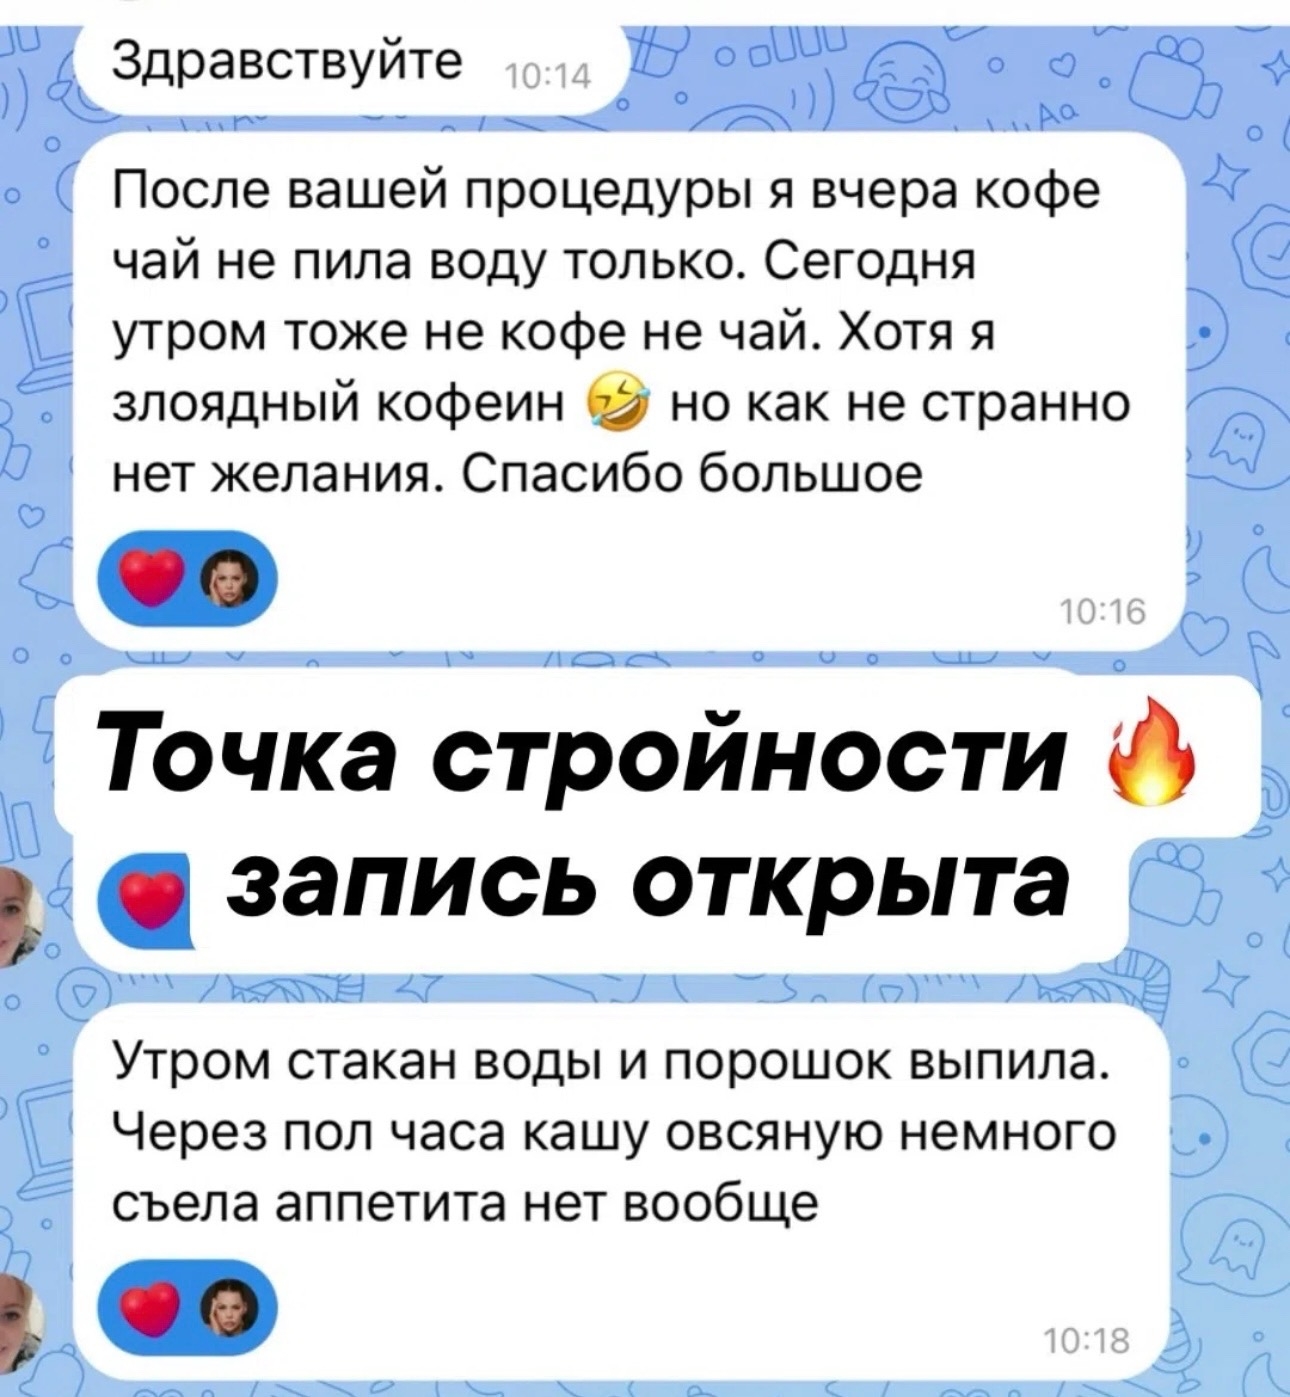 Здравствуйте 10:14
После вашей процедуры я вчера кофе
чай не пила воду только. Сегодня
утром тоже не кофе не чай. Хотя я
злоядный кофеин 🤣 но как не странно
нет желания. Спасибо большое
10:16
Точка стройности 🔥
запись открыта
Утром стакан воды и порошок выпила.
Через пол часа кашу овсяную немного
съела аппетита нет вообще
10:18